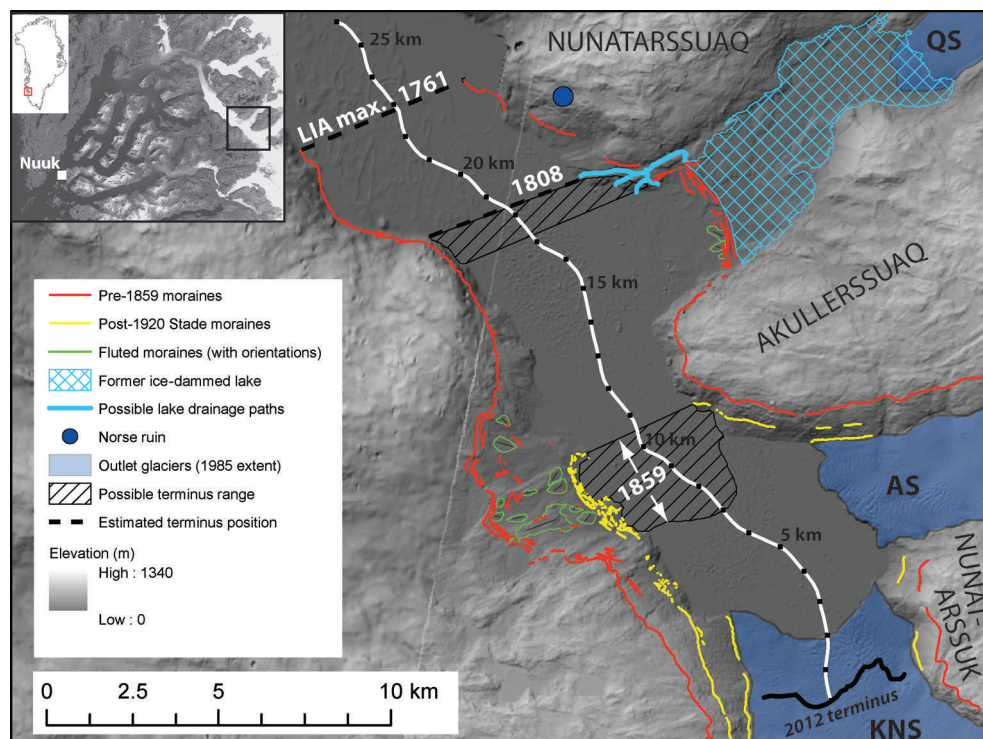 Nuuk
NUNATARSSUAQ
QS
25 km
LIA max. 1761
20 km
1808
15 km
AKULLERSSUAQ
10 km
1859
AS
5 km
NUNAT-
ARSSUK
2012 terminus
KNS
Pre-1859 moraines
Post-1920 Stade moraines
Fluted moraines (with orientations)
Former ice-dammed lake
Possible lake drainage paths
Norse ruin
Outlet glaciers (1985 extent)
Possible terminus range
Estimated terminus position
Elevation (m)
High : 1340
Low : 0
0 2.5 5 10 km